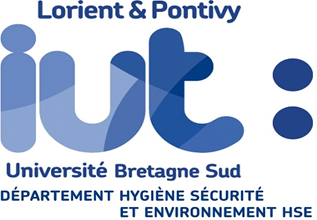 Lorient & Pontivy
iut:
Université Bretagne Sud
DÉPARTEMENT HYGIÈNE SÉCURITÉ
ET ENVIRONNEMENT HSE